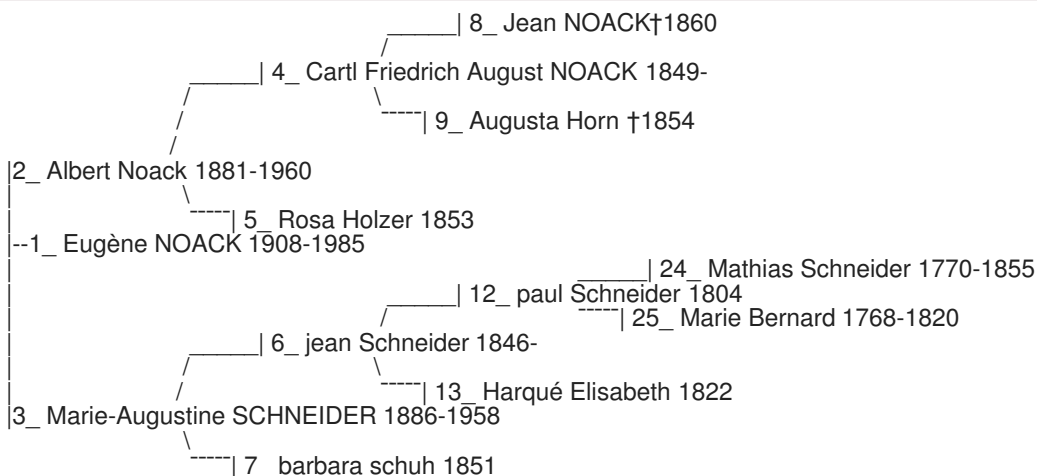 8_ Jean NOACK†1860
4_ Cartl Friedrich August NOACK 1849-
9_ Augusta Horn †1854
2_ Albert Noack 1881-1960
5_ Rosa Holzer 1853
--1_ Eugène NOACK 1908-1985
24_ Mathias Schneider 1770-1855
12_ paul Schneider 1804
25_ Marie Bernard 1768-1820
6_ jean Schneider 1846-
13_ Harqué Elisabeth 1822
3_ Marie-Augustine SCHNEIDER 1886-1958
7_ barbara schuh 1851